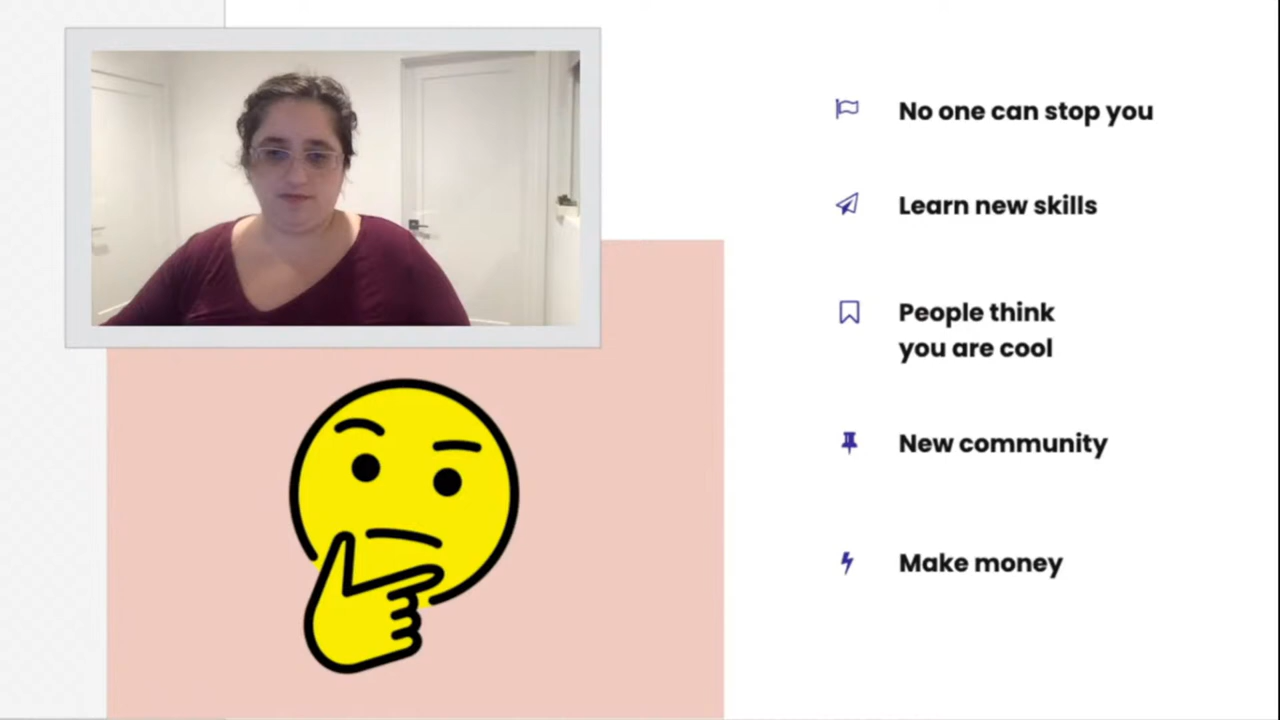 No one can stop you
Learn new skills
People think
you are cool
New community
Make money